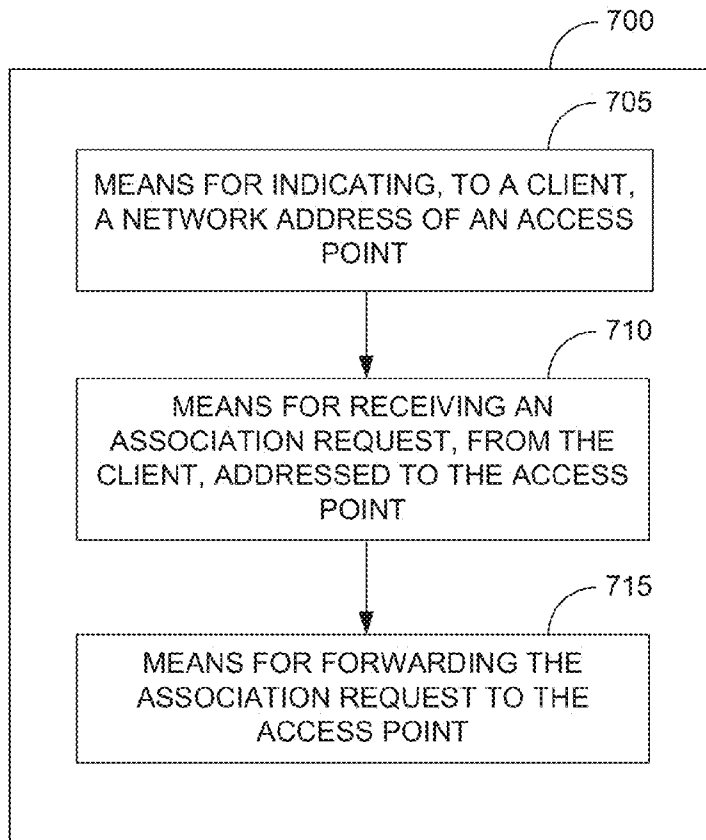 700
705
MEANS FOR INDICATING, TO A CLIENT,
A NETWORK ADDRESS OF AN ACCESS
POINT
710
MEANS FOR RECEIVING AN
ASSOCIATION REQUEST, FROM THE
CLIENT, ADDRESSED TO THE ACCESS
POINT
715
MEANS FOR FORWARDING THE
ASSOCIATION REQUEST TO THE
ACCESS POINT